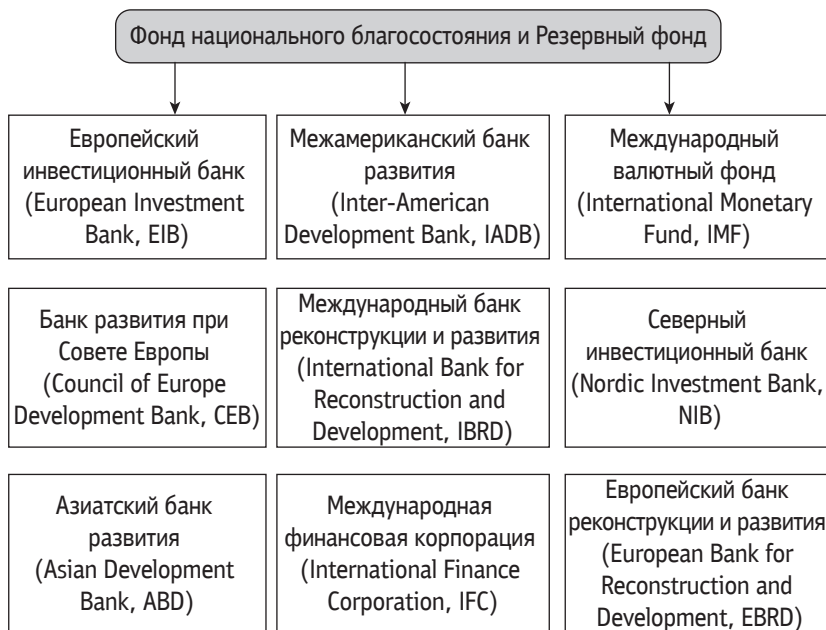 Фонд национального благосостояния и Резервный фонд
Европейский
инвестиционный банк
(European Investment
Bank, EIB)
Межамериканский банк
развития
(Inter-American
Development Bank, IADB)
Международный
валютный фонд
(International Monetary
Fund, IMF)
Банк развития при
Совете Европы
(Council of Europe
Development Bank, CEB)
Международный банк
реконструкции и развития
(International Bank for
Reconstruction and
Development, IBRD)
Северный
инвестиционный банк
(Nordic Investment Bank,
NIB)
Азиатский банк
развития
(Asian Development
Bank, ABD)
Международная
финансовая корпорация
(International Finance
Corporation, IFC)
Европейский банк
реконструкции и развития
(European Bank for
Reconstruction and
Development, EBRD)